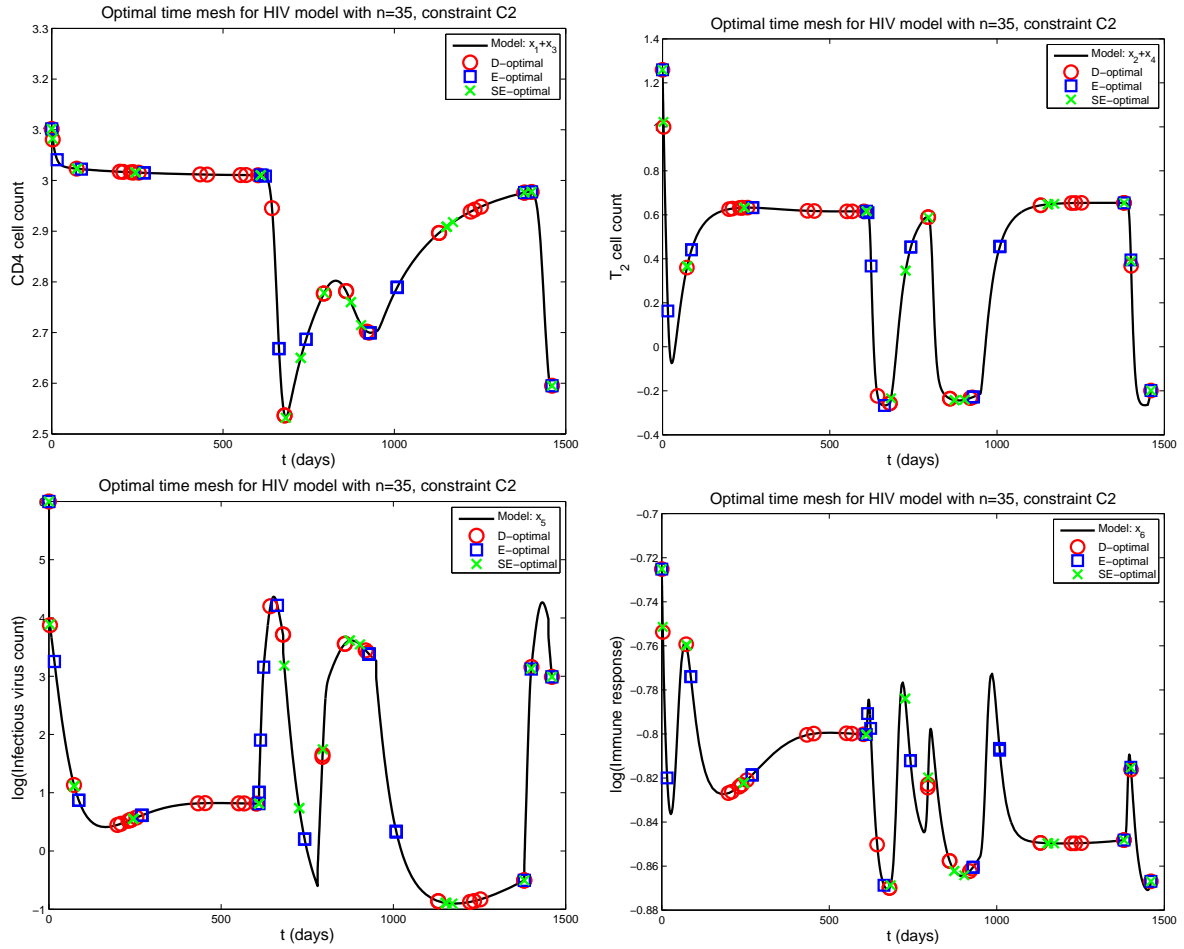 Optimal time mesh for HIV model with n=35, constraint C2
3.3
3.2
3.1
3
2.9
2.8
2.7
2.6
2.5
CD4 cell count
0
500
1000
1500
t (days)
Model: x1+x3
D−optimal
E−optimal
SE−optimal
Optimal time mesh for HIV model with n=35, constraint C2
1.4
1.2
1.0
0.8
0.6
0.4
0.2
0
−0.2
−0.4
T2 cell count
0
500
1000
1500
t (days)
Model: x2+x4
D−optimal
E−optimal
SE−optimal
Optimal time mesh for HIV model with n=35, constraint C2
6
5
4
3
2
1
0
−1
log(Infectious virus count)
0
500
1000
1500
t (days)
Model: x5
D−optimal
E−optimal
SE−optimal
Optimal time mesh for HIV model with n=35, constraint C2
−0.7
−0.72
−0.74
−0.76
−0.78
−0.8
−0.82
−0.84
−0.86
−0.88
log(Immune response)
0
500
1000
1500
t (days)
Model: x6
D−optimal
E−optimal
SE−optimal